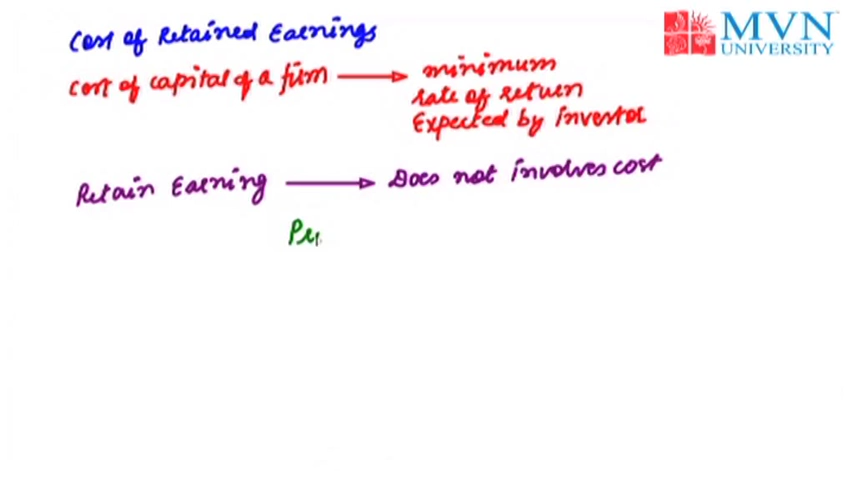 Cost of Retained Earnings
MVN
UNIVERSITY
Cost of capital of a firm → minimum
rate of return
Expected by investor
Retain Earning → Does not involves cost